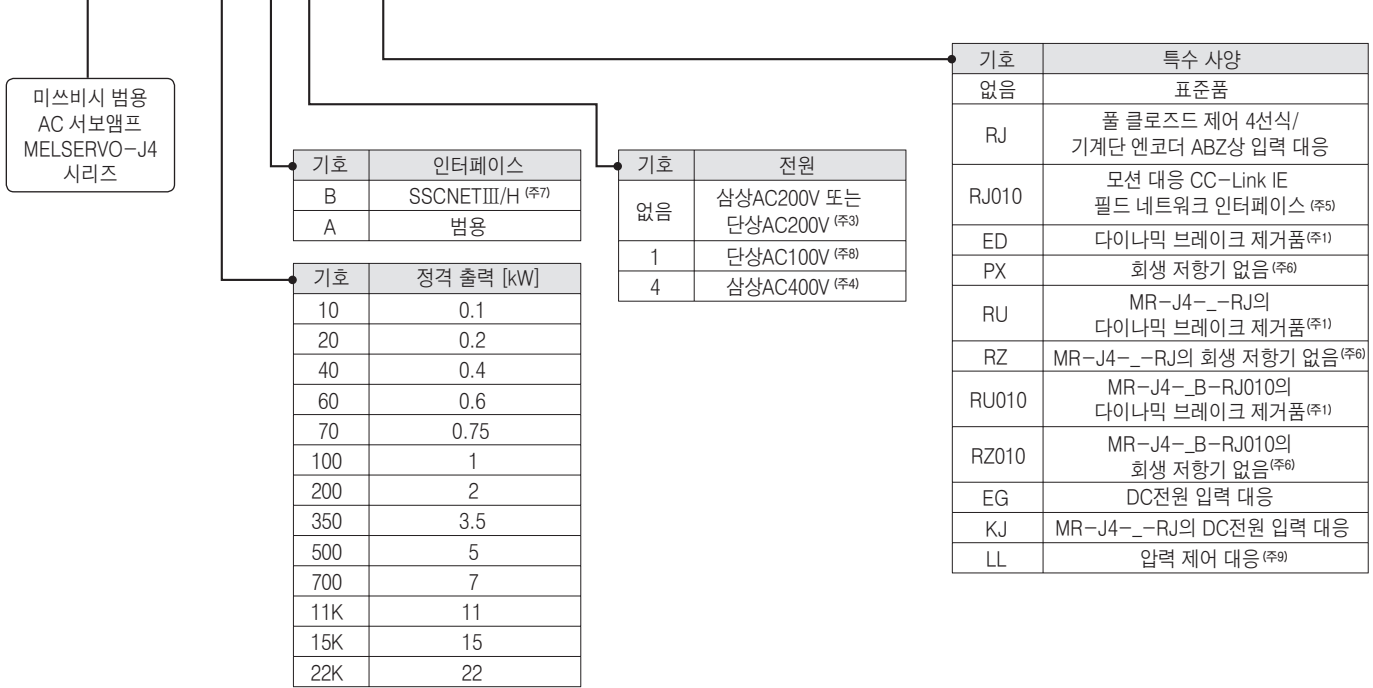 미쓰비시 범용
AC 서보앰프
MELSERVO-J4
시리즈
기호 인터페이스
B SSCNETⅢ/H (주7)
A 범용
기호 정격 출력 [kW]
10 0.1
20 0.2
40 0.4
60 0.6
70 0.75
100 1
200 2
350 3.5
500 5
700 7
11K 11
15K 15
22K 22
기호 전원
없음 삼상AC200V 또는
단상AC200V (주3)
1 단상AC100V (주8)
4 삼상AC400V (주4)
기호 특수 사양
없음 표준품
RJ 풀 클로즈드 제어 4선식/
기계단 엔코더 ABZ상 입력 대응
RJ010 모션 대응 CC-Link IE
필드 네트워크 인터페이스 (주5)
ED 다이나믹 브레이크 제거품(주1)
PX 회생 저항기 없음(주6)
RU MR-J4-_-RJ의
다이나믹 브레이크 제거품(주1)
RZ MR-J4-_-RJ의 회생 저항기 없음(주6)
RU010 MR-J4-_B-RJ010의
다이나믹 브레이크 제거품(주1)
RZ010 MR-J4-_B-RJ010의
회생 저항기 없음(주6)
EG DC전원 입력 대응
KJ MR-J4-_-RJ의 DC전원 입력 대응
LL 압력 제어 대응(주9)